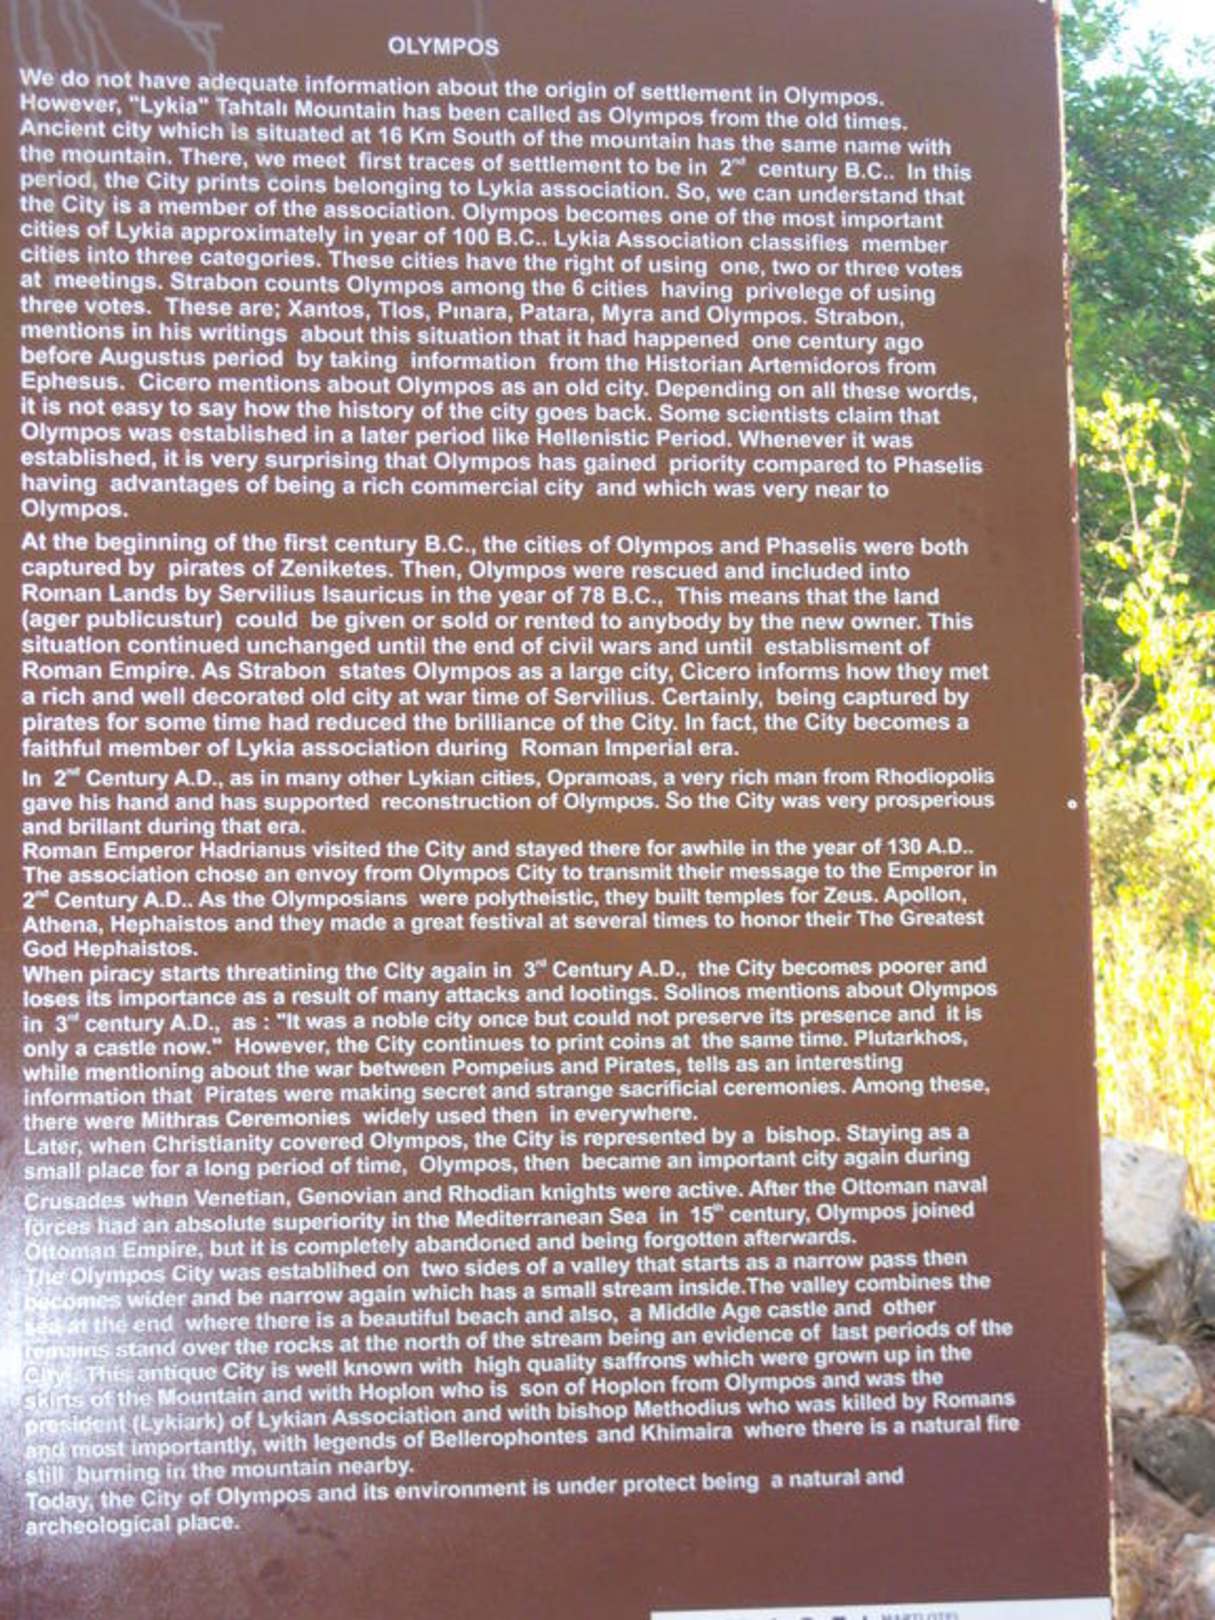 OLYMPOS
We do not have adequate information about the origin of settlement in Olympos.
However, "Lykia" Tahtalı Mountain has been called as Olympos from the old times.
Ancient city which is situated at 16 Km South of the mountain has the same name with
the mountain. There, we meet first traces of settlement to be in 2nd century B.C.. In this
period, the City prints coins belonging to Lykia association. So, we can understand that
the City is a member of the association. Olympos becomes one of the most important
cities of Lykia approximately in year of 100 B.C.. Lykia Association classifies member
cities into three categories. These cities have the right of using one, two or three votes
at meetings. Strabon counts Olympos among the 6 cities having privelege of using
three votes. These are; Xantos, Tlos, Pınara, Patara, Myra and Olympos. Strabon,
mentions in his writings about this situation that it had happened one century ago
before Augustus period by taking information from the Historian Artemidoros from
Ephesus. Cicero mentions about Olympos as an old city. Depending on all these words,
it is not easy to say how the history of the city goes back. Some scientists claim that
Olympos was established in a later period like Hellenistic Period. Whenever it was
established, it is very surprising that Olympos has gained priority compared to Phaselis
having advantages of being a rich commercial city and which was very near to
Olympos.
At the beginning of the first century B.C., the cities of Olympos and Phaselis were both
captured by pirates of Zeniketes. Then, Olympos were rescued and included into
Roman Lands by Servilius Isauricus in the year of 78 B.C., This means that the land
(ager publicustur) could be given or sold or rented to anybody by the new owner. This
situation continued unchanged until the end of civil wars and until establisment of
Roman Empire. As Strabon states Olympos as a large city, Cicero informs how they met
a rich and well decorated old city at war time of Servilius. Certainly, being captured by
pirates for some time had reduced the brilliance of the City. In fact, the City becomes a
faithful member of Lykia association during Roman Imperial era.
In 2nd Century A.D., as in many other Lykian cities, Opramoas, a very rich man from Rhodiopolis
gave his hand and has supported reconstruction of Olympos. So the City was very prosperious
and brillant during that era.
Roman Emperor Hadrianus visited the City and stayed there for awhile in the year of 130 A.D..
The association chose an envoy from Olympos City to transmit their message to the Emperor in
2nd Century A.D.. As the Olymposians were polytheistic, they built temples for Zeus. Apollon,
Athena, Hephaistos and they made a great festival at several times to honor their The Greatest
God Hephaistos.
When piracy starts threatining the City again in 3rd Century A.D., the City becomes poorer and
loses its importance as a result of many attacks and lootings. Solinos mentions about Olympos
in 3rd century A.D., as : "It was a noble city once but could not preserve its presence and it is
only a castle now." However, the City continues to print coins at the same time. Plutarkhos,
while mentioning about the war between Pompeius and Pirates, tells as an interesting
information that Pirates were making secret and strange sacrificial ceremonies. Among these,
there were Mithras Ceremonies widely used then in everywhere.
Later, when Christianity covered Olympos, the City is represented by a bishop. Staying as a
small place for a long period of time, Olympos, then became an important city again during
Crusades when Venetian, Genovian and Rhodian knights were active. After the Ottoman naval
forces had an absolute superiority in the Mediterranean Sea in 15th century, Olympos joined
Ottoman Empire, but it is completely abandoned and being forgotten afterwards.
The Olympos City was establihed on two sides of a valley that starts as a narrow pass then
becomes wider and be narrow again which has a small stream inside.The valley combines the
sea at the end where there is a beautiful beach and also, a Middle Age castle and other
remains stand over the rocks at the north of the stream being an evidence of last periods of the
City. This antique City is well known with high quality saffrons which were grown up in the
skirts of the Mountain and with Hoplon who is son of Hoplon from Olympos and was the
president (Lykiark) of Lykian Association and with bishop Methodius who was killed by Romans
and most importantly, with legends of Bellerophontes and Khimaira where there is a natural fire
still burning in the mountain nearby.
Today, the City of Olympos and its environment is under protect being a natural and
archeological place.